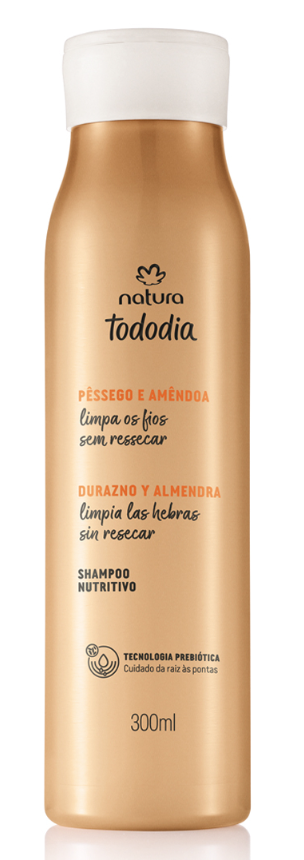 natura
Tododia
PÊSSEGO E AMÊNDOA
limpa os fios
sem ressecar
DURAZNO Y ALMENDRA
limpia las hebras
sin resecar
SHAMPOO
NUTRITIVO
TECNOLOGIA PREBIÓTICA
Cuidado da raiz às pontas
300ml